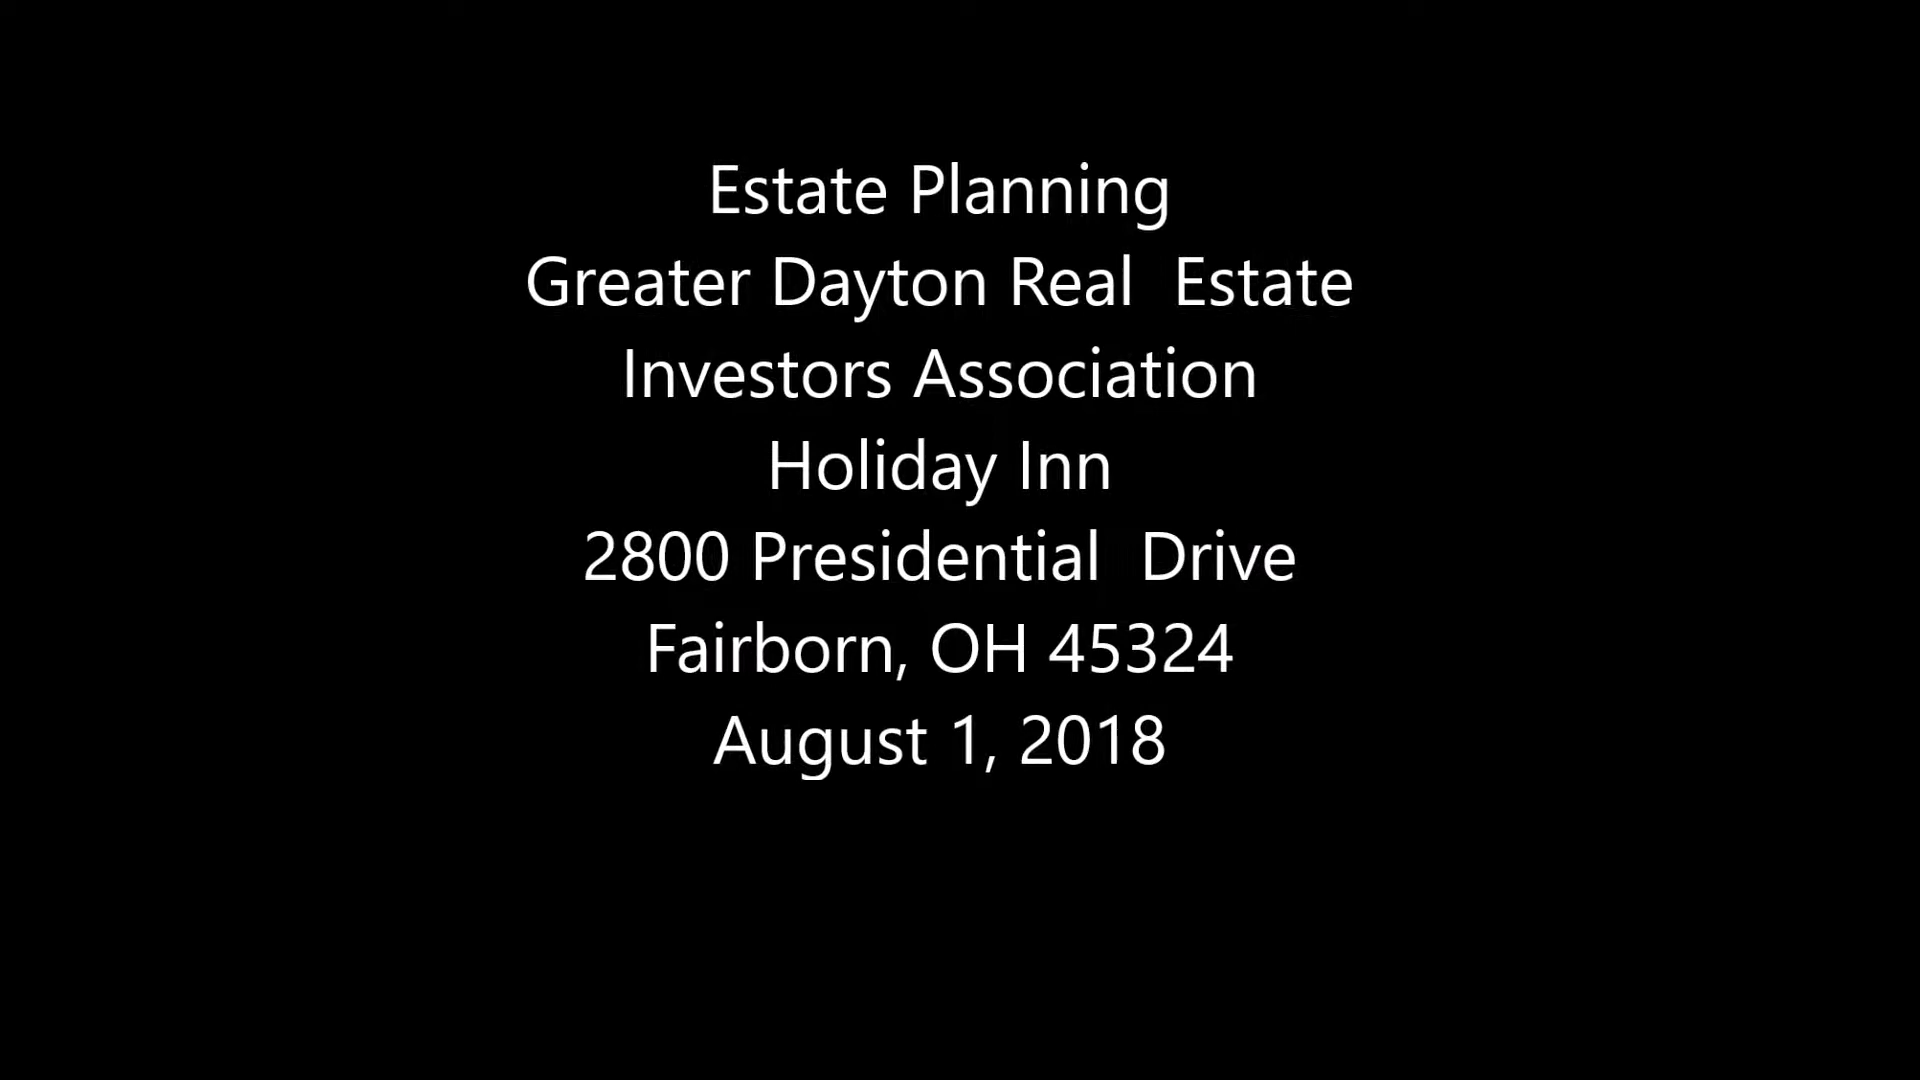 Estate Planning
Greater Dayton Real  Estate
Investors Association
Holiday Inn
2800 Presidential  Drive
Fairborn, OH 45324
August 1, 2018